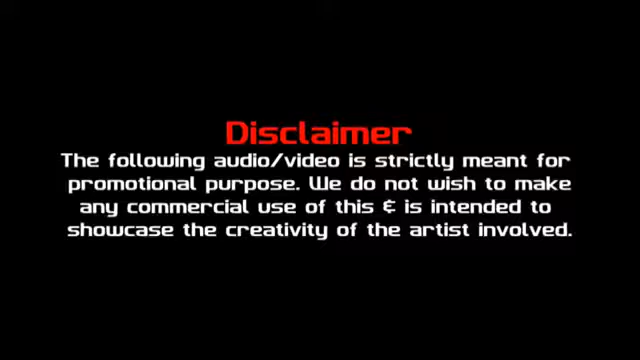 Disclaimer
The following audio/video is strictly meant for
promotional purpose. We do not wish to make
any commercial use of this & is intended to
showcase the creativity of the artist involved.